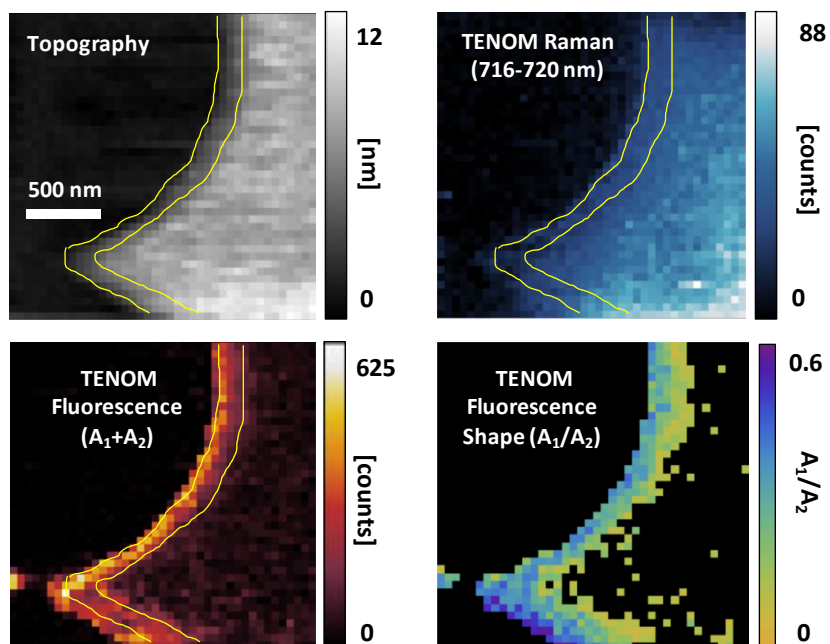 Topography
500 nm
12
[nm]
0
TENOM Raman
(716-720 nm)
88
[counts]
0
TENOM
Fluorescence
(A₁+A₂)
625
[counts]
0
TENOM
Fluorescence
Shape (A₁/A₂)
0.6
A₁/A₂
0